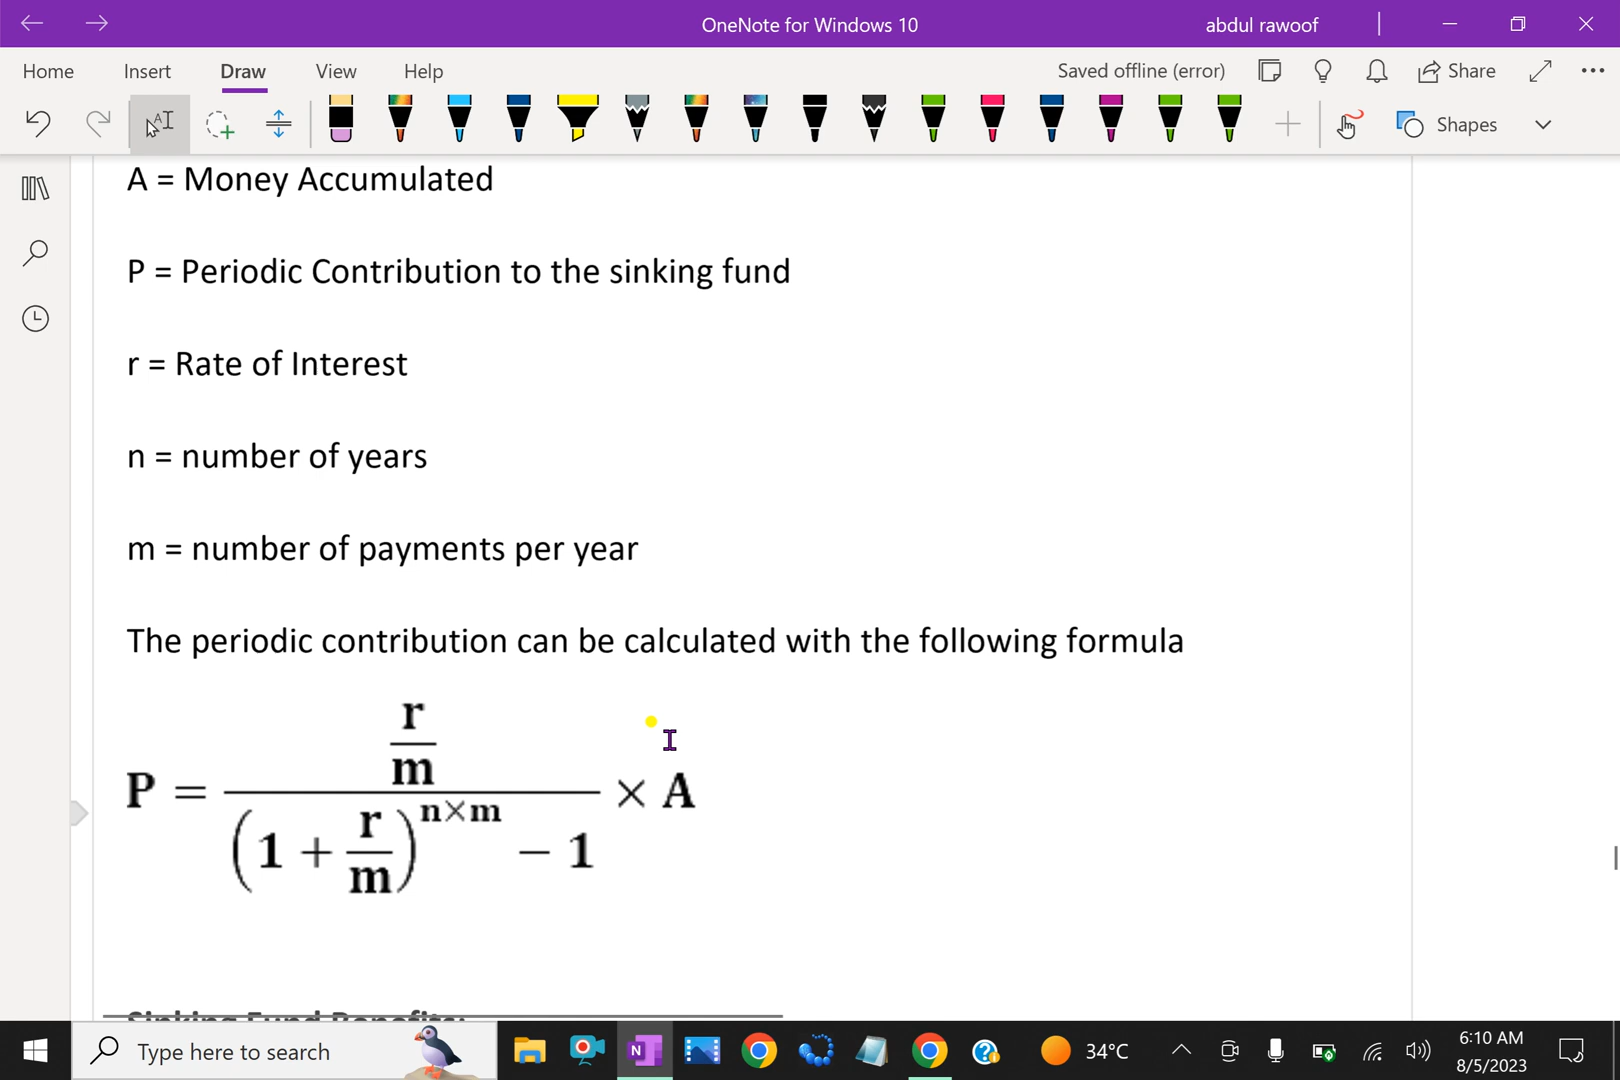 OneNote for Windows 10
abdul rawoof
Home Insert Draw View Help
Saved offline (error)
Share
Shapes
A = Money Accumulated
P = Periodic Contribution to the sinking fund
r = Rate of Interest
n = number of years
m = number of payments per year
The periodic contribution can be calculated with the following formula
P = r/m / ((1 + r/m)^(n×m) − 1) × A
Sinking Fund Benefits:
Type here to search
34°C
6:10 AM
8/5/2023